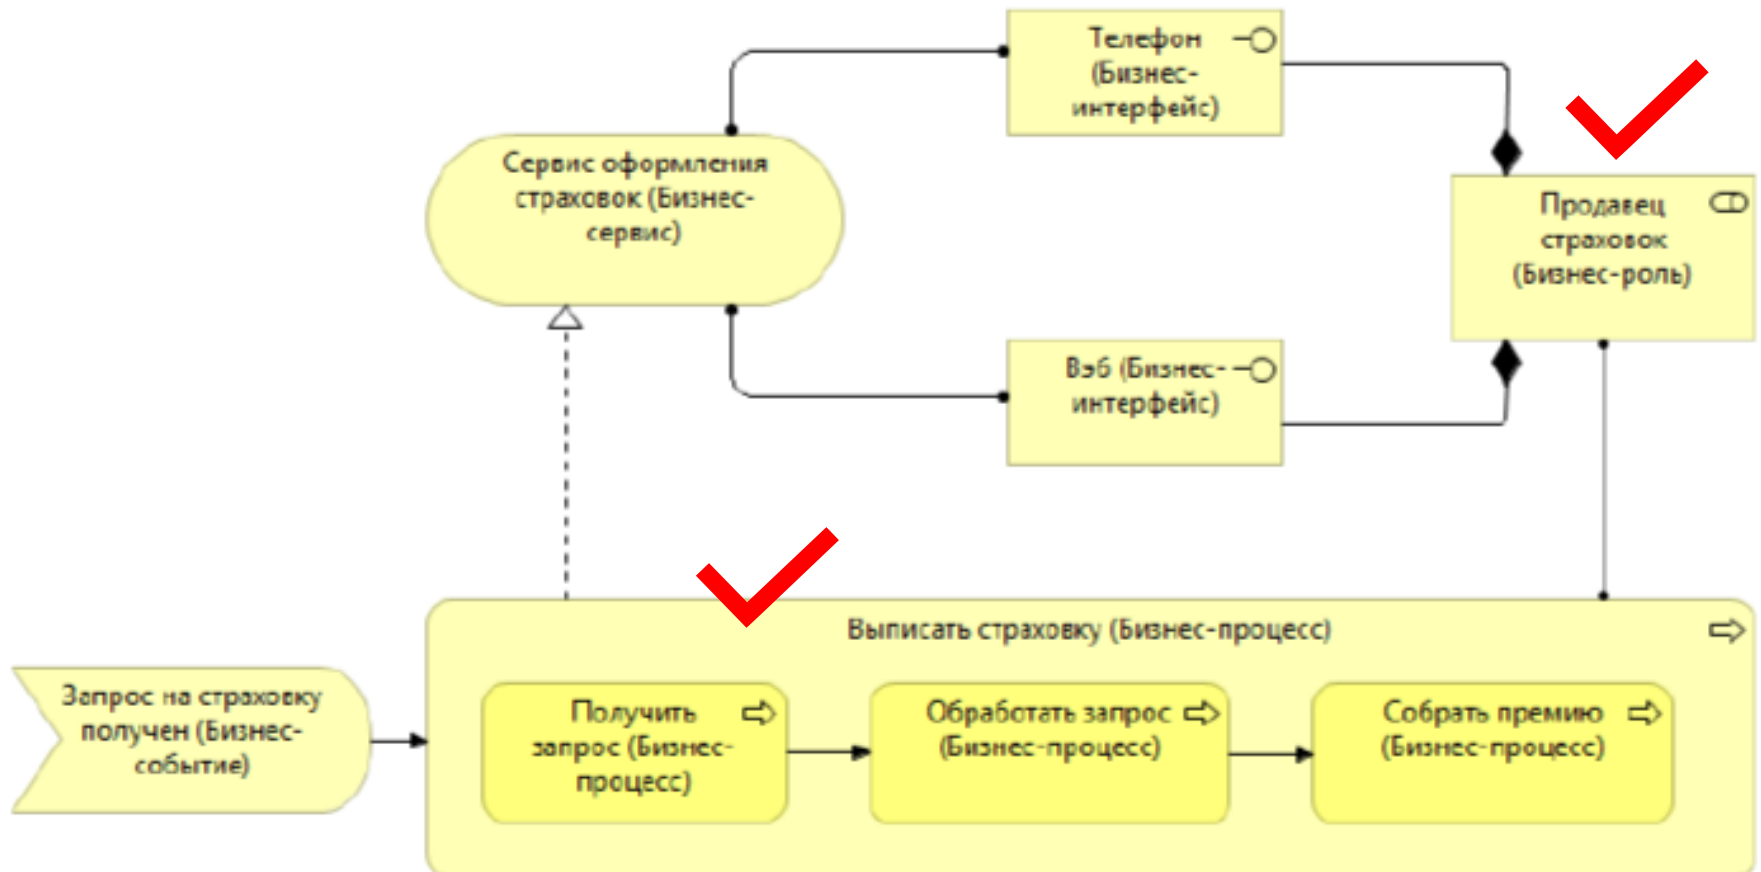 Телефон
(Бизнес-
интерфейс)
Сервис оформления
страховок (Бизнес-
сервис)
Продавец
страховок
(Бизнес-роль)
Вэб (Бизнес-
интерфейс)
Выписать страховку (Бизнес-процесс)
Запрос на страховку
получен (Бизнес-
событие)
Получить
запрос (Бизнес-
процесс)
Обработать запрос
(Бизнес-процесс)
Собрать премию
(Бизнес-процесс)